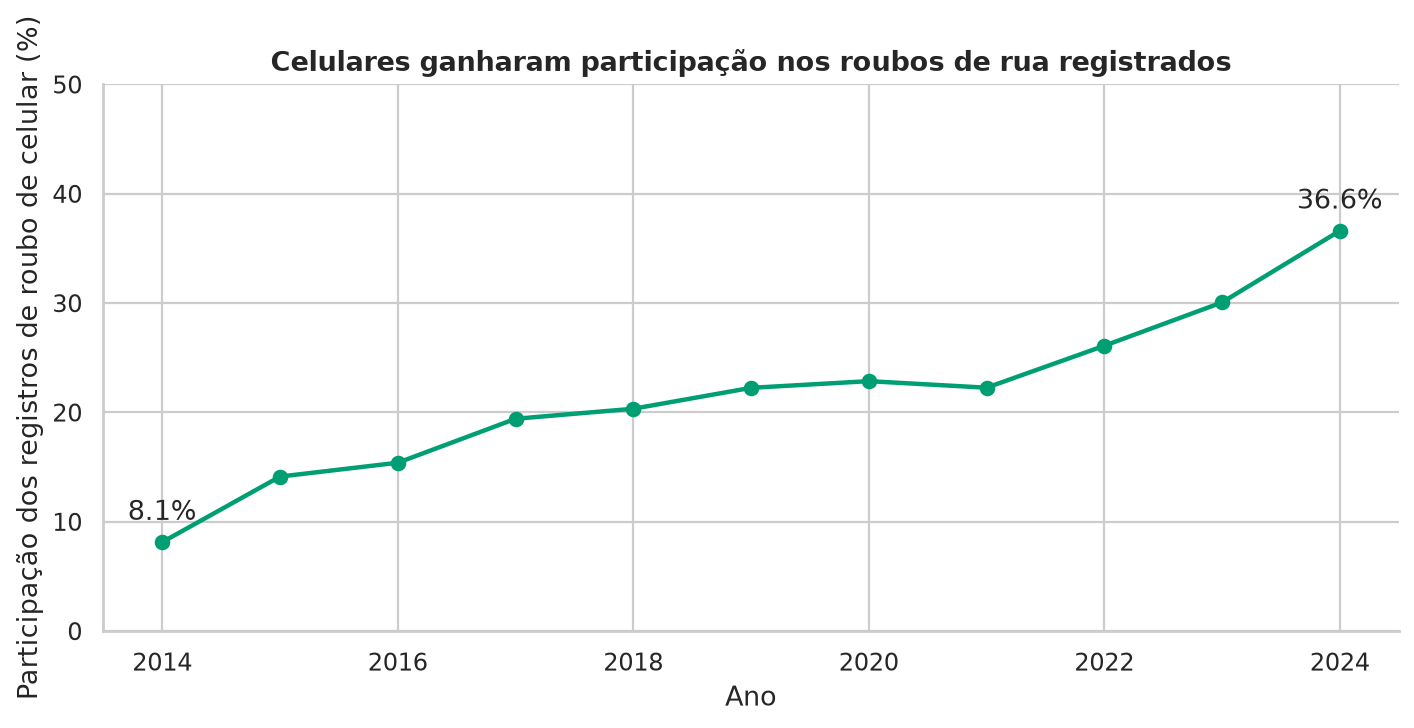 Celulares ganharam participação nos roubos de rua registrados
Participação dos registros de roubo de celular (%)
50
40
30
20
10
0
36.6%
8.1%
2014 2016 2018 2020 2022 2024
Ano